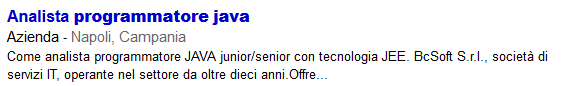 Analista programmatore java
Azienda - Napoli, Campania
Come analista programmatore JAVA junior/senior con tecnologia JEE. BcSoft S.r.l., società di
servizi IT, operante nel settore da oltre dieci anni.Offre...